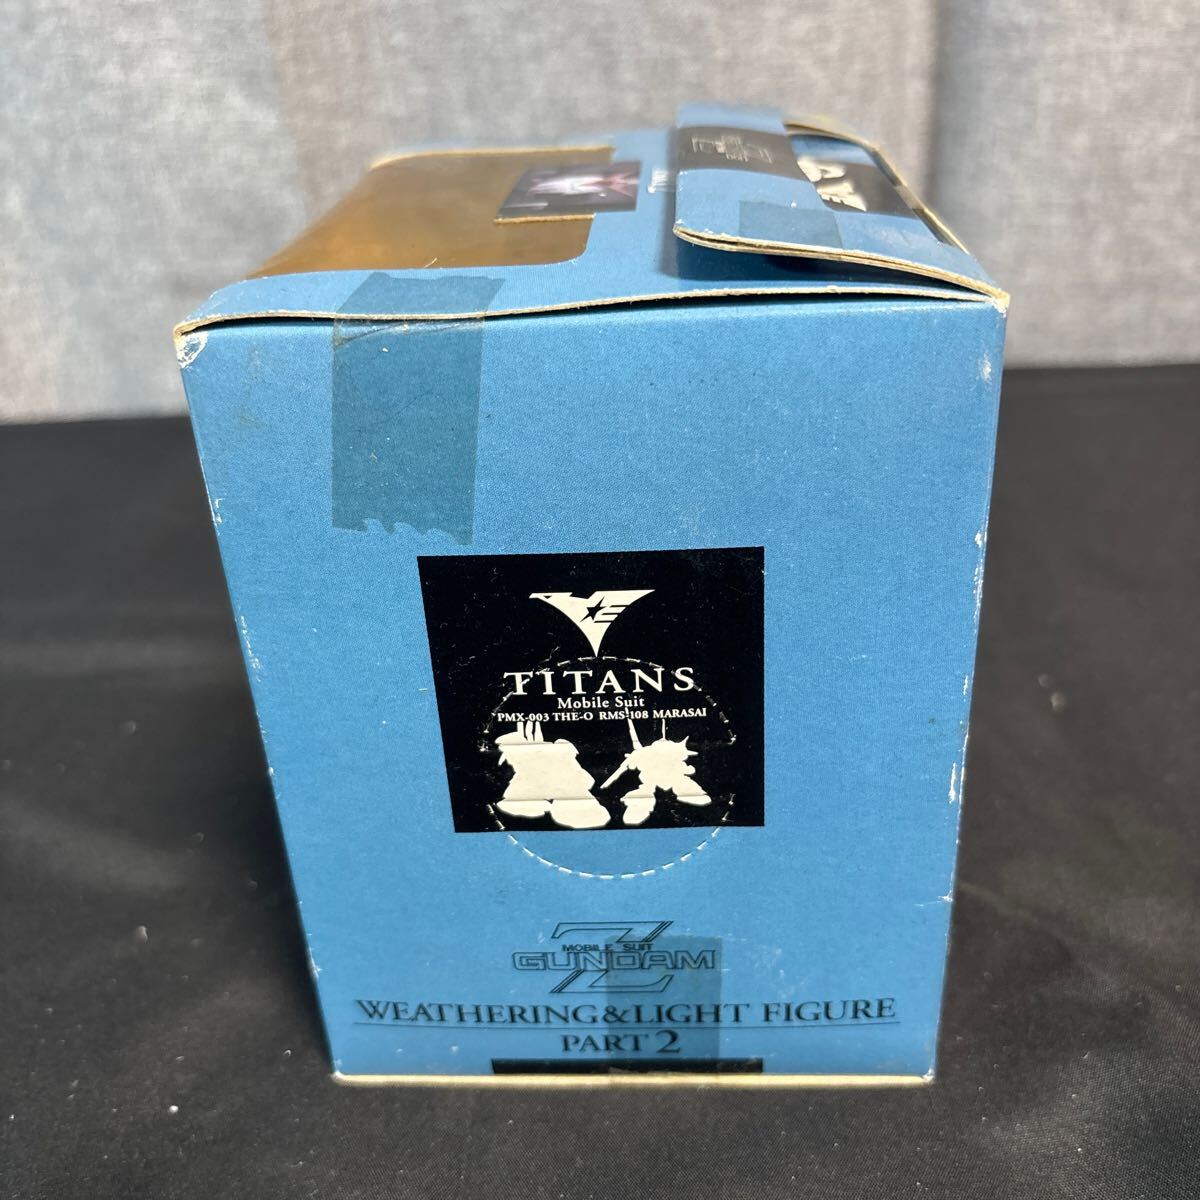 TITANS
Mobile Suit
PMX-003 THE-O RMS-108 MARASAI
MOBILE SUIT
Z
GUNDAM
WEATHERING&LIGHT FIGURE
PART 2